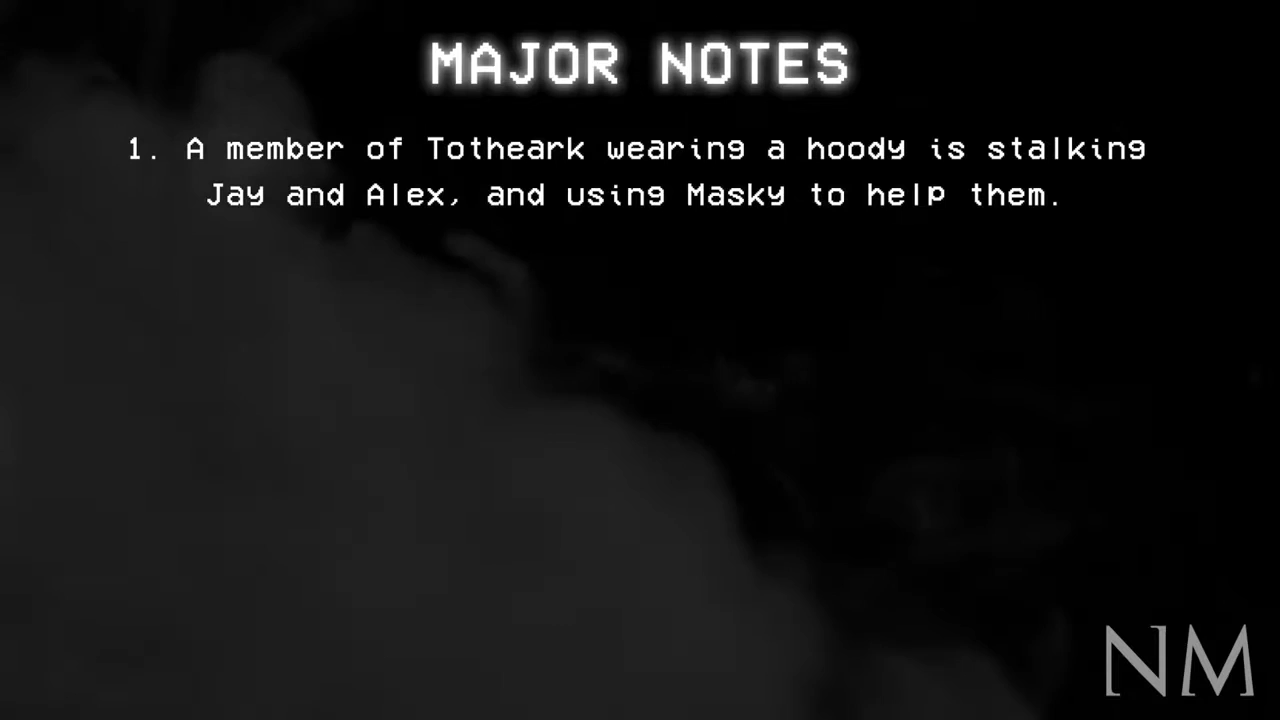 MAJOR NOTES
1. A member of Totheark wearing a hoody is stalking
Jay and Alex, and using Masky to help them.
NM